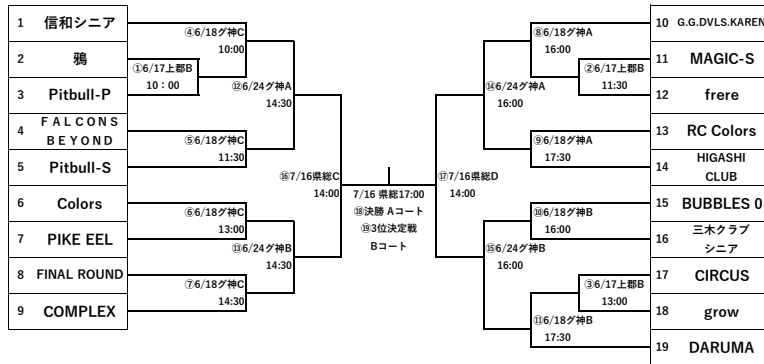 1 信和シニア
2 鴉
3 Pitbull-P
4 ＦＡＬＣＯＮＳ
ＢＥＹＯＮＤ
5 Pitbull-S
6 Colors
7 PIKE EEL
8 FINAL ROUND
9 COMPLEX
④6/18グ神C
10:00
①6/17上郡B
10：00
⑤6/18グ神C
11:30
⑥6/18グ神C
13:00
⑦6/18グ神C
14:30
⑫6/24グ神A
14:30
⑬6/24グ神B
14:30
⑯7/16県総C
14:00
7/16 県総17:00
⑱決勝 Aコート
⑲3位決定戦
Bコート
⑰7/16県総D
14:00
⑭6/24グ神A
16:00
⑮6/24グ神B
16:00
⑧6/18グ神A
16:00
②6/17上郡B
11:30
⑨6/18グ神A
17:30
⑩6/18グ神B
16:00
③6/17上郡B
13:00
⑪6/18グ神B
17:30
10 G.G.DVLS.KAREN
11 MAGIC-S
12 frere
13 RC Colors
14 HIGASHI
CLUB
15 BUBBLES 0
16 三木クラブ
シニア
17 CIRCUS
18 grow
19 DARUMA